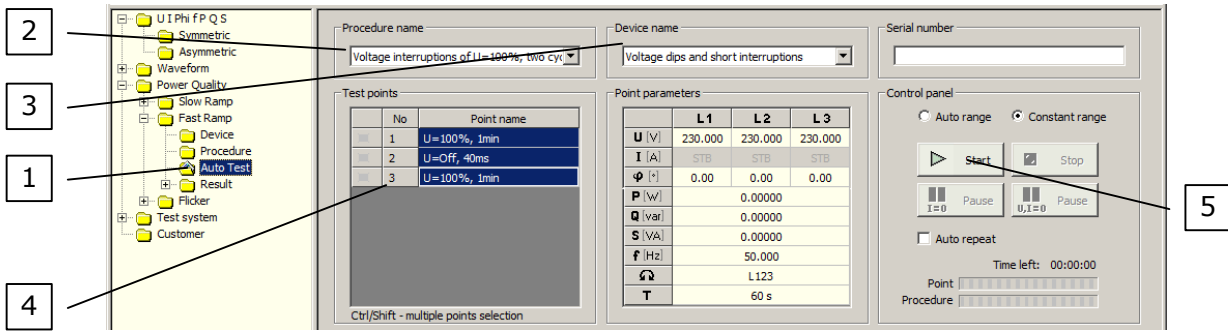 2
3
1
4
5
U I Phi f P Q S
Symmetric
Asymmetric
Waveform
Power Quality
Slow Ramp
Fast Ramp
Device
Procedure
Auto Test
Result
Flicker
Test system
Customer
Procedure name
Voltage interruptions of U=100%, two cyc
Device name
Voltage dips and short interruptions
Serial number
Test points
No Point name
1 U=100%, 1min
2 U=Off, 40ms
3 U=100%, 1min
Ctrl/Shift - multiple points selection
Point parameters
L1 L2 L3
U [V] 230.000 230.000 230.000
I [A] STB STB STB
φ [°] 0.00 0.00 0.00
P [W] 0.00000
Q [var] 0.00000
S [VA] 0.00000
f [Hz] 50.000
L123
T 60 s
Control panel
Auto range Constant range
Start Stop
I=0 Pause U,I=0 Pause
Auto repeat
Time left: 00:00:00
Point
Procedure